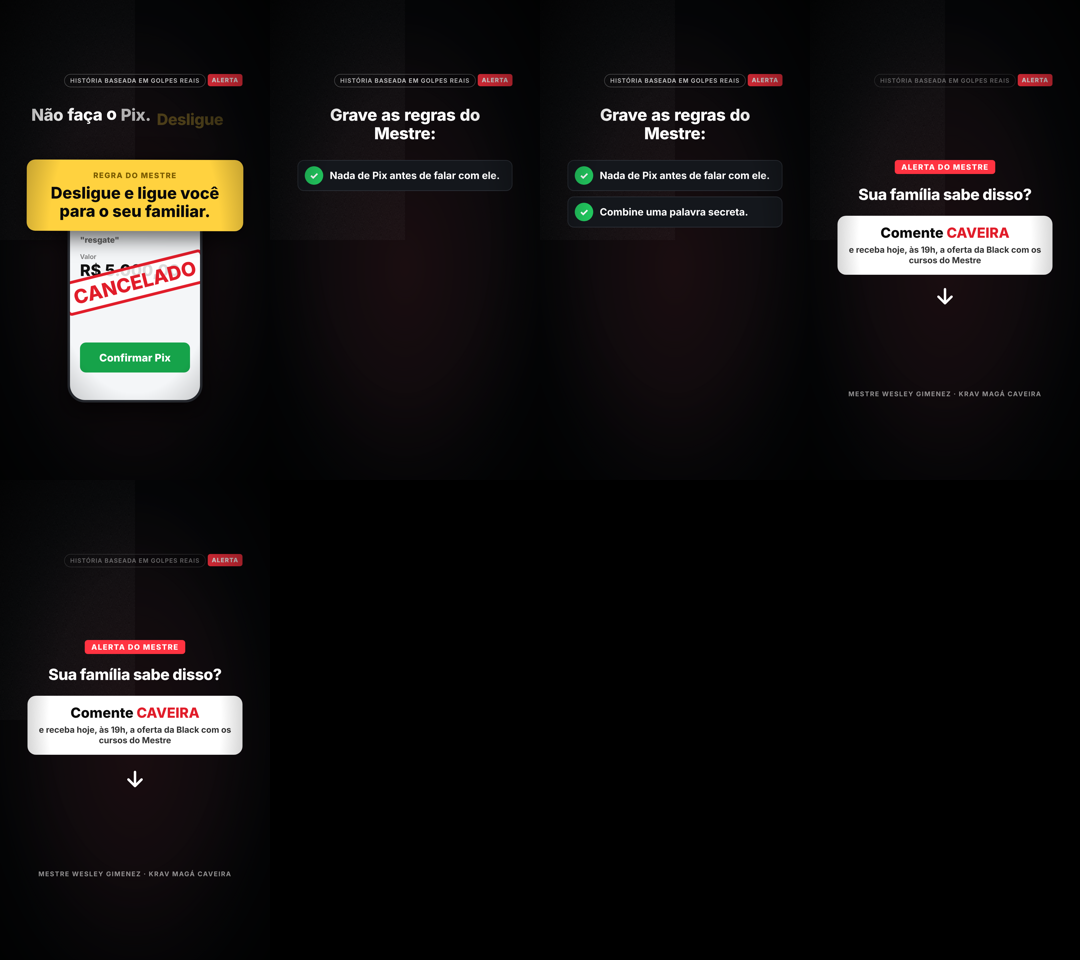 HISTÓRIA BASEADA EM GOLPES REAIS ALERTA
Não faça o Pix. Desligue
REGRA DO MESTRE
Desligue e ligue você
para o seu familiar.
"resgate"
Valor
R$ 5.000,0
CANCELADO
Confirmar Pix
HISTÓRIA BASEADA EM GOLPES REAIS ALERTA
Grave as regras do
Mestre:
Nada de Pix antes de falar com ele.
HISTÓRIA BASEADA EM GOLPES REAIS ALERTA
Grave as regras do
Mestre:
Nada de Pix antes de falar com ele.
Combine uma palavra secreta.
HISTÓRIA BASEADA EM GOLPES REAIS ALERTA
ALERTA DO MESTRE
Sua família sabe disso?
Comente CAVEIRA
e receba hoje, às 19h, a oferta da Black com os
cursos do Mestre
MESTRE WESLEY GIMENEZ · KRAV MAGÁ CAVEIRA
HISTÓRIA BASEADA EM GOLPES REAIS ALERTA
ALERTA DO MESTRE
Sua família sabe disso?
Comente CAVEIRA
e receba hoje, às 19h, a oferta da Black com os
cursos do Mestre
MESTRE WESLEY GIMENEZ · KRAV MAGÁ CAVEIRA